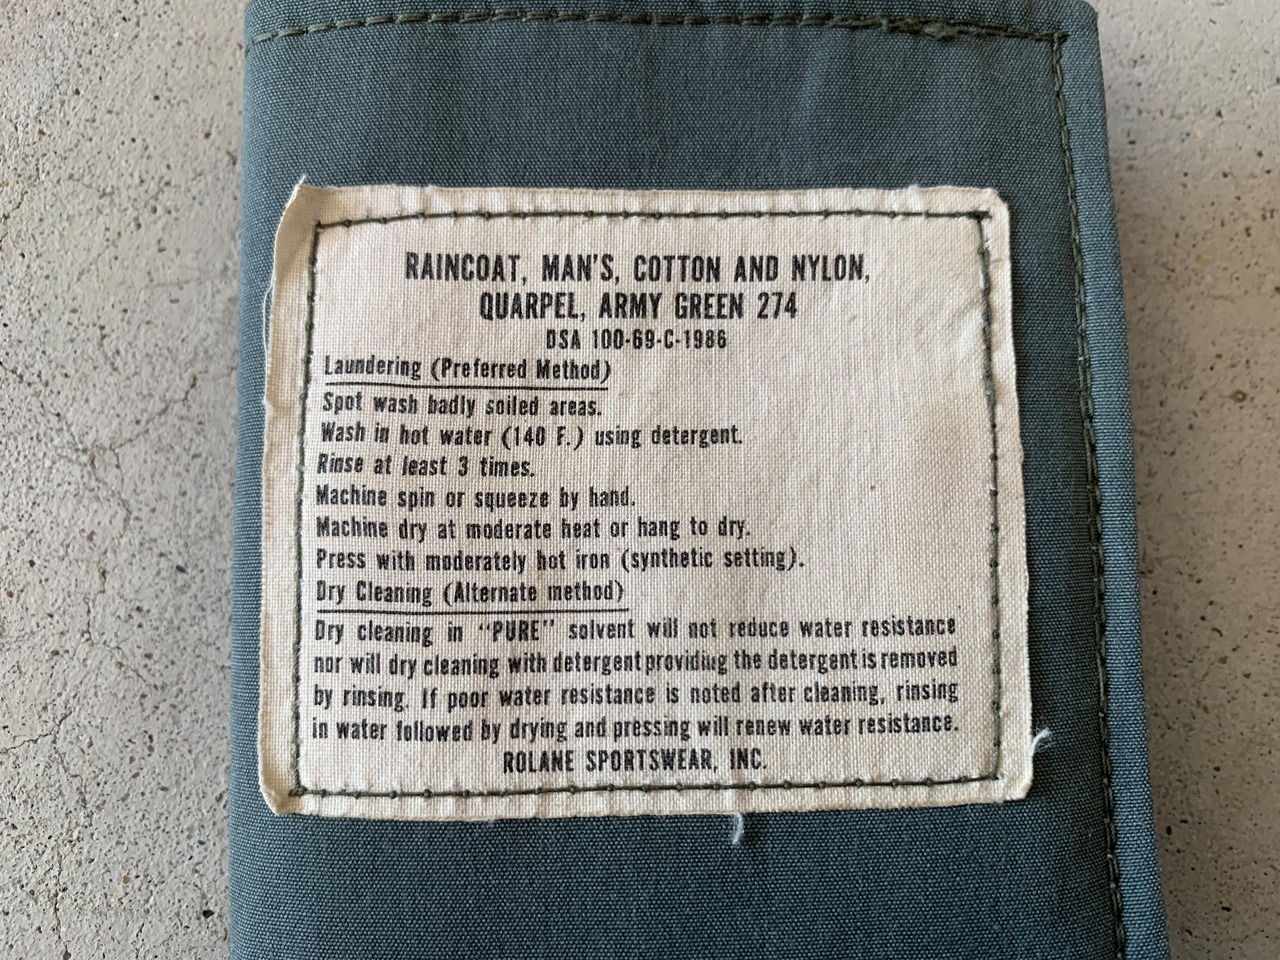 RAINCOAT, MAN'S, COTTON AND NYLON,
QUARPEL, ARMY GREEN 274
DSA 100-69-C-1986
Laundering (Preferred Method)
Spot wash badly soiled areas.
Wash in hot water (140 F.) using detergent.
Rinse at least 3 times.
Machine spin or squeeze by hand.
Machine dry at moderate heat or hang to dry.
Press with moderately hot iron (synthetic setting).
Dry Cleaning (Alternate method)
Dry cleaning in “PURE” solvent will not reduce water resistance
nor will dry cleaning with detergent providing the detergent is removed
by rinsing. If poor water resistance is noted after cleaning, rinsing
in water followed by drying and pressing will renew water resistance.
ROLANE SPORTSWEAR, INC.